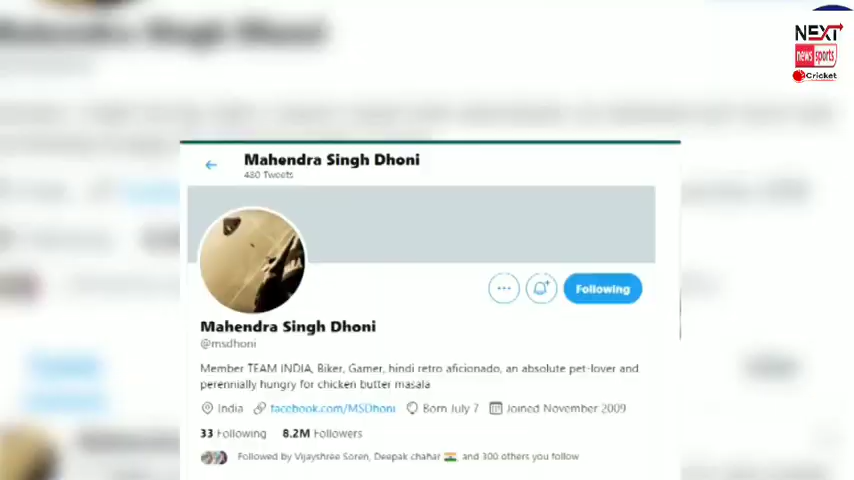 NEXT
news sports
Cricket
Mahendra Singh Dhoni
Mahendra Singh Dhoni
480 Tweets
Following
Mahendra Singh Dhoni
@msdhoni
Member TEAM INDIA, Biker, Gamer, hindi retro aficionado, an absolute pet-lover and
perennially hungry for chicken butter masala
India facebook.com/MSDhoni Born July 7 Joined November 2009
33 Following 8.2M Followers
Followed by Vijayshree Soren, Deepak chahar 🇮🇳, and 300 others you follow